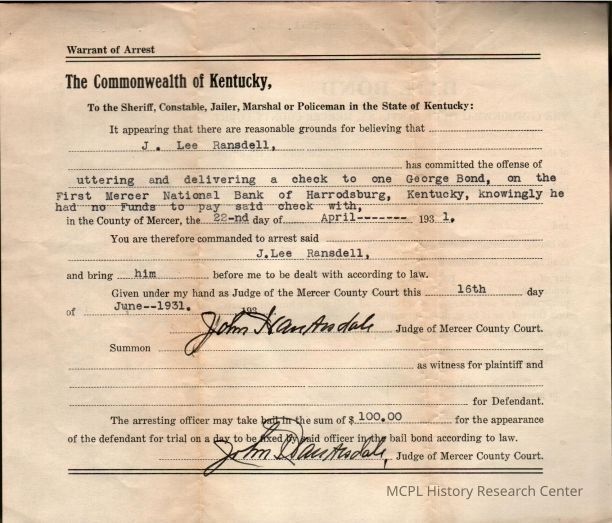 Warrant of Arrest
The Commonwealth of Kentucky,
To the Sheriff, Constable, Jailer, Marshal or Policeman in the State of Kentucky:
It appearing that there are reasonable grounds for believing that
J. Lee Ransdell,
has committed the offense of
uttering and delivering a check to one George Bond, on the
First Mercer National Bank of Harrodsburg, Kentucky, knowingly he
had no Funds to pay said check with,
in the County of Mercer, the 22-nd day of April-------- 1931.
You are therefore commanded to arrest said
J.Lee Ransdell,
and bring him before me to be dealt with according to law.
Given under my hand as Judge of the Mercer County Court this 16th day
of June--1931. 193
John VanArsdale Judge of Mercer County Court.
Summon
as witness for plaintiff and
for Defendant.
The arresting officer may take bail in the sum of $ 100.00 for the appearance
of the defendant for trial on a day to be fixed by said officer in the bail bond according to law.
John VanArsdale, Judge of Mercer County Court.
MCPL History Research Center